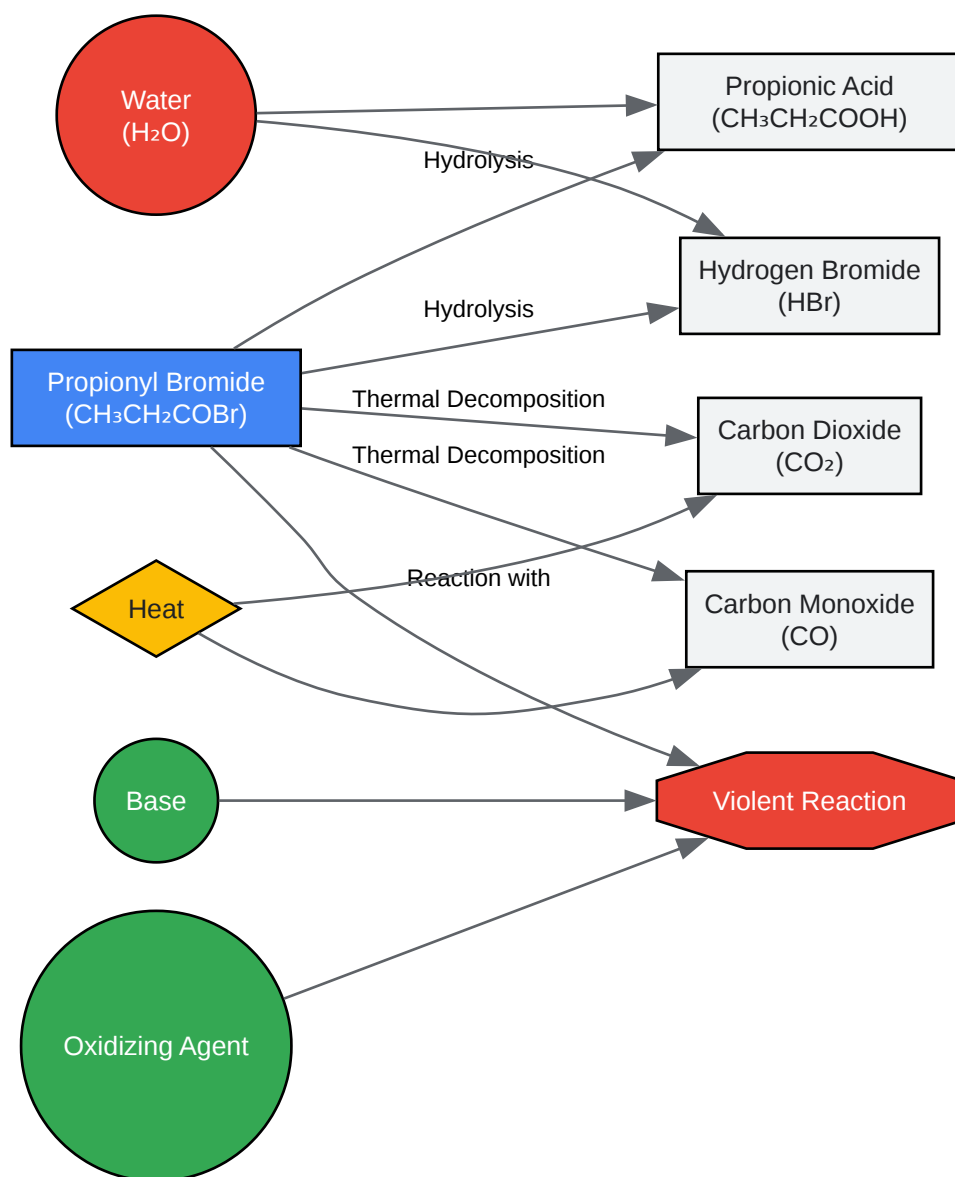 Water
(H₂O)
Propionic Acid
(CH₃CH₂COOH)
Hydrolysis
Hydrogen Bromide
(HBr)
Hydrolysis
Propionyl Bromide
(CH₃CH₂COBr)
Thermal Decomposition
Carbon Dioxide
(CO₂)
Thermal Decomposition
Reaction with
Heat
Carbon Monoxide
(CO)
Base
Violent Reaction
Oxidizing Agent